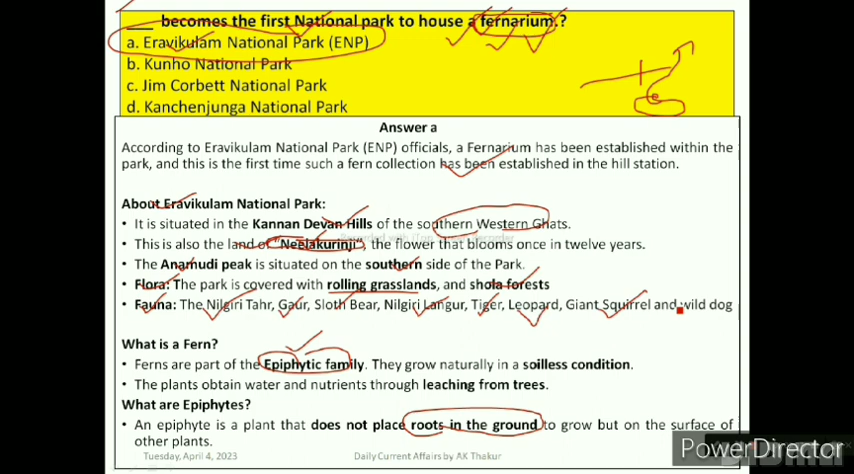 ___ becomes the first National park to house a fernarium.?
a. Eravikulam National Park (ENP)
b. Kunho National Park
c. Jim Corbett National Park
d. Kanchenjunga National Park
Answer a
According to Eravikulam National Park (ENP) officials, a Fernarium has been established within the
park, and this is the first time such a fern collection has been established in the hill station.
About Eravikulam National Park:
• It is situated in the Kannan Devan Hills of the southern Western Ghats.
• This is also the land of "Neelakurinji", the flower that blooms once in twelve years.
• The Anamudi peak is situated on the southern side of the Park.
• Flora: The park is covered with rolling grasslands, and shola forests
• Fauna: The Nilgiri Tahr, Gaur, Sloth Bear, Nilgiri Langur, Tiger, Leopard, Giant Squirrel and wild dog
What is a Fern?
• Ferns are part of the Epiphytic family. They grow naturally in a soilless condition.
• The plants obtain water and nutrients through leaching from trees.
What are Epiphytes?
• An epiphyte is a plant that does not place roots in the ground to grow but on the surface of
other plants.
Tuesday, April 4, 2023 Daily Current Affairs by AK Thakur
PowerDirector